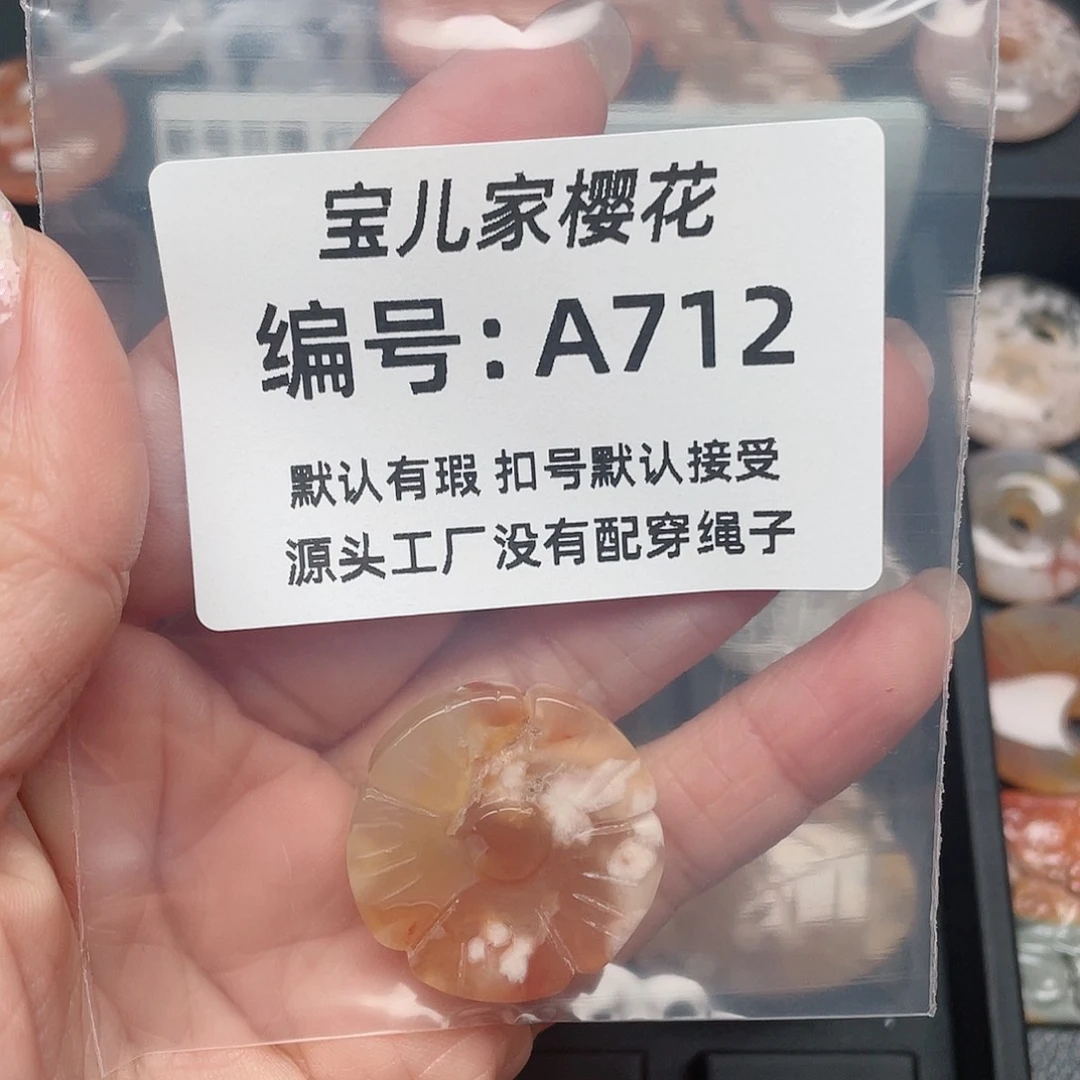 宝儿家樱花
编号:A712
默认有瑕 扣号默认接受
源头工厂没有配穿绳子